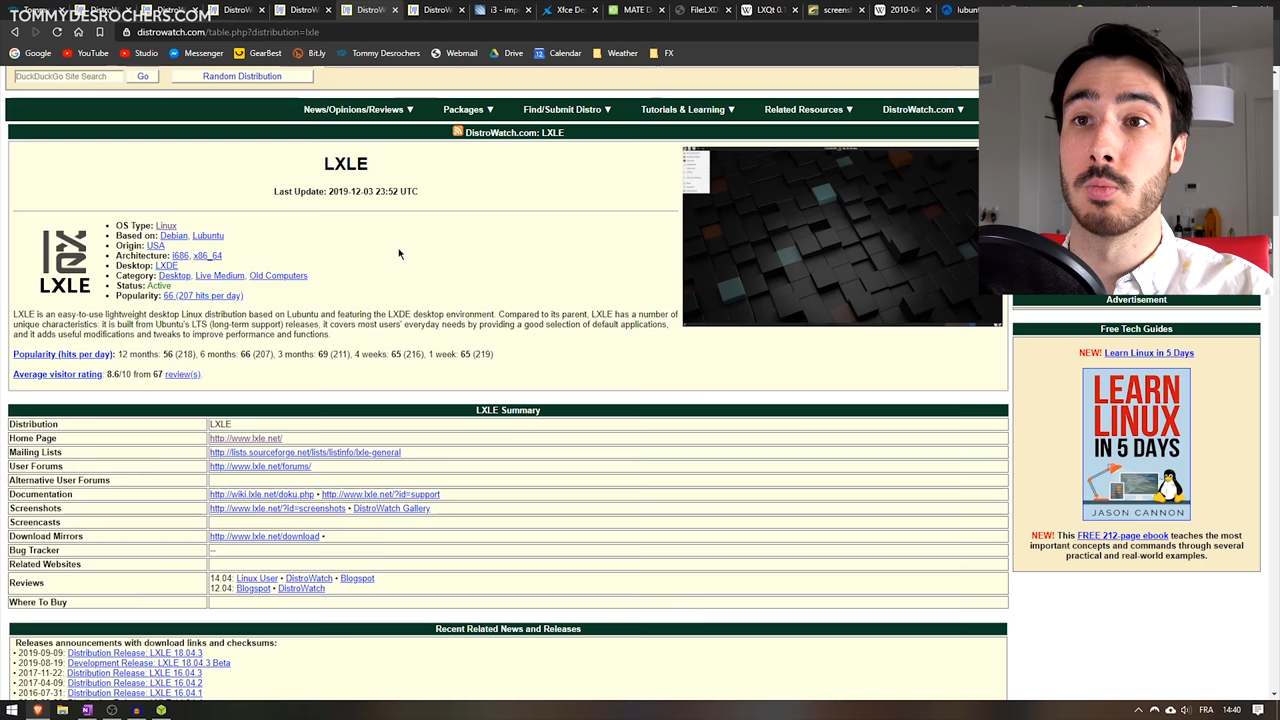 TOMMYDESROCHERS.COM
i3 - imp
Xfce De
MATE D
FileLXD
LXQt 0.
screensh
2010-04
lubunt
distrowatch.com/table.php?distribution=lxle
Google
YouTube
Messenger
GearBest
Bit.ly
Tommy Desrochers
Webmail
Drive
Calendar
Weather
FX
DuckDuckGo Site Search
Go
Random Distribution
News/Opinions/Reviews ▼
Packages ▼
Find/Submit Distro ▼
Tutorials & Learning ▼
Related Resources ▼
DistroWatch.com ▼
DistroWatch.com: LXLE
LXLE
Last Update: 2019-12-03 23:52 UTC
• OS Type: Linux
• Based on: Debian, Lubuntu
• Origin: USA
• Architecture: i686, x86_64
• Desktop: LXDE
• Category: Desktop, Live Medium, Old Computers
• Status: Active
• Popularity: 66 (207 hits per day)
LXLE
LXLE is an easy-to-use lightweight desktop Linux distribution based on Lubuntu and featuring the LXDE desktop environment. Compared to its parent, LXLE has a number of
unique characteristics: it is built from Ubuntu's LTS (long-term support) releases, it covers most users' everyday needs by providing a good selection of default applications,
and it adds useful modifications and tweaks to improve performance and functions.
Popularity (hits per day): 12 months: 56 (218), 6 months: 66 (207), 3 months: 69 (211), 4 weeks: 65 (216), 1 week: 65 (219)
Average visitor rating: 8.6/10 from 67 review(s).
LXLE Summary
Distribution LXLE
Home Page http://www.lxle.net/
Mailing Lists http://lists.sourceforge.net/lists/listinfo/lxle-general
User Forums http://www.lxle.net/forums/
Alternative User Forums
Documentation http://wiki.lxle.net/doku.php • http://www.lxle.net/?id=support
Screenshots http://www.lxle.net/?id=screenshots • DistroWatch Gallery
Screencasts
Download Mirrors http://www.lxle.net/download •
Bug Tracker --
Related Websites
Reviews 14.04: Linux User • DistroWatch • Blogspot
12.04: Blogspot • DistroWatch
Where To Buy
Recent Related News and Releases
Releases announcements with download links and checksums:
• 2019-09-09: Distribution Release: LXLE 18.04.3
• 2019-08-19: Development Release: LXLE 18.04.3 Beta
• 2017-11-22: Distribution Release: LXLE 16.04.3
• 2017-04-09: Distribution Release: LXLE 16.04.2
• 2016-07-31: Distribution Release: LXLE 16.04.1
Advertisement
Free Tech Guides
NEW! Learn Linux in 5 Days
LEARN
LINUX
IN 5 DAYS
JASON CANNON
NEW! This FREE 212-page ebook teaches the most
important concepts and commands through several
practical and real-world examples.
FRA
14:40